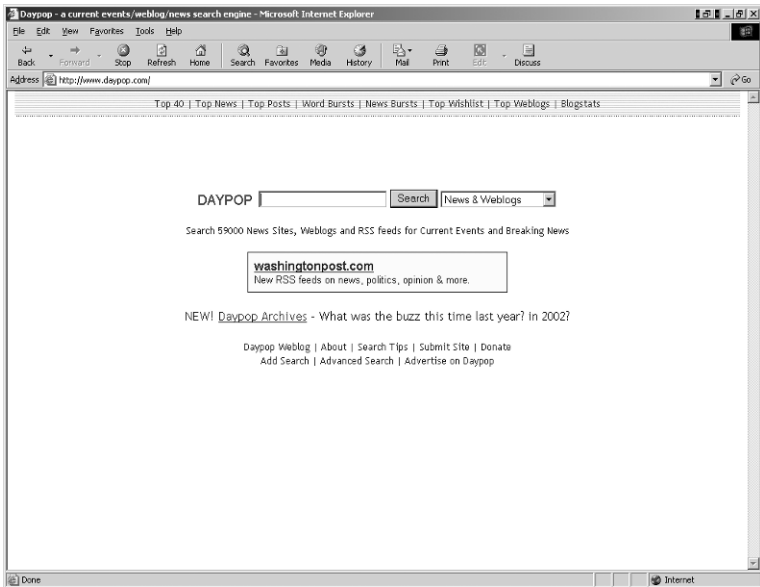 Daypop - a current events/weblog/news search engine - Microsoft Internet Explorer
File Edit View Favorites Tools Help
Back Forward Stop Refresh Home Search Favorites Media History Mail Print Edit Discuss
Address http://www.daypop.com/ Go
Top 40 | Top News | Top Posts | Word Bursts | News Bursts | Top Wishlist | Top Weblogs | Blogstats
DAYPOP Search News & Weblogs
Search 59000 News Sites, Weblogs and RSS feeds for Current Events and Breaking News
washingtonpost.com
New RSS feeds on news, politics, opinion & more.
NEW! Daypop Archives - What was the buzz this time last year? in 2002?
Daypop Weblog | About | Search Tips | Submit Site | Donate
Add Search | Advanced Search | Advertise on Daypop
Done Internet